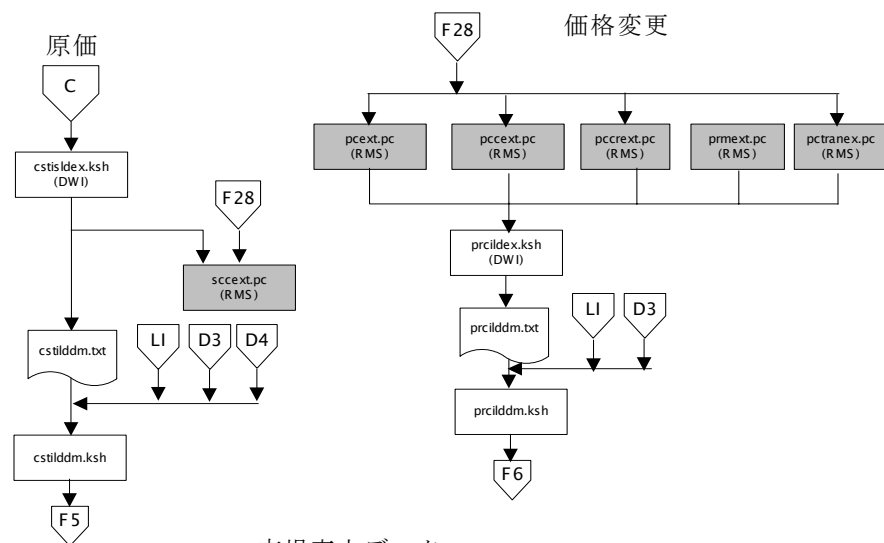 原価
C
cstisldex.ksh
(DWI)
F28
sccext.pc
(RMS)
cstilddm.txt
LI
D3
D4
cstilddm.ksh
F5
価格変更
F28
pcext.pc
(RMS)
pccext.pc
(RMS)
pccrext.pc
(RMS)
prmext.pc
(RMS)
pctranex.pc
(RMS)
prcildex.ksh
(DWI)
prcilddm.txt
LI
D3
prcilddm.ksh
F6